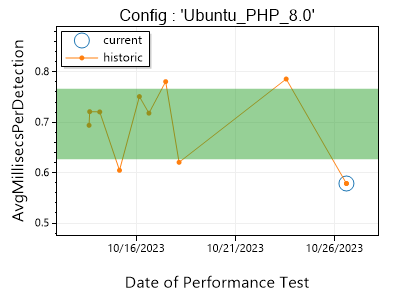 Config : 'Ubuntu_PHP_8.0'
current
historic
AvgMillisecsPerDetection
0.8
0.7
0.6
0.5
10/16/2023
10/21/2023
10/26/2023
Date of Performance Test